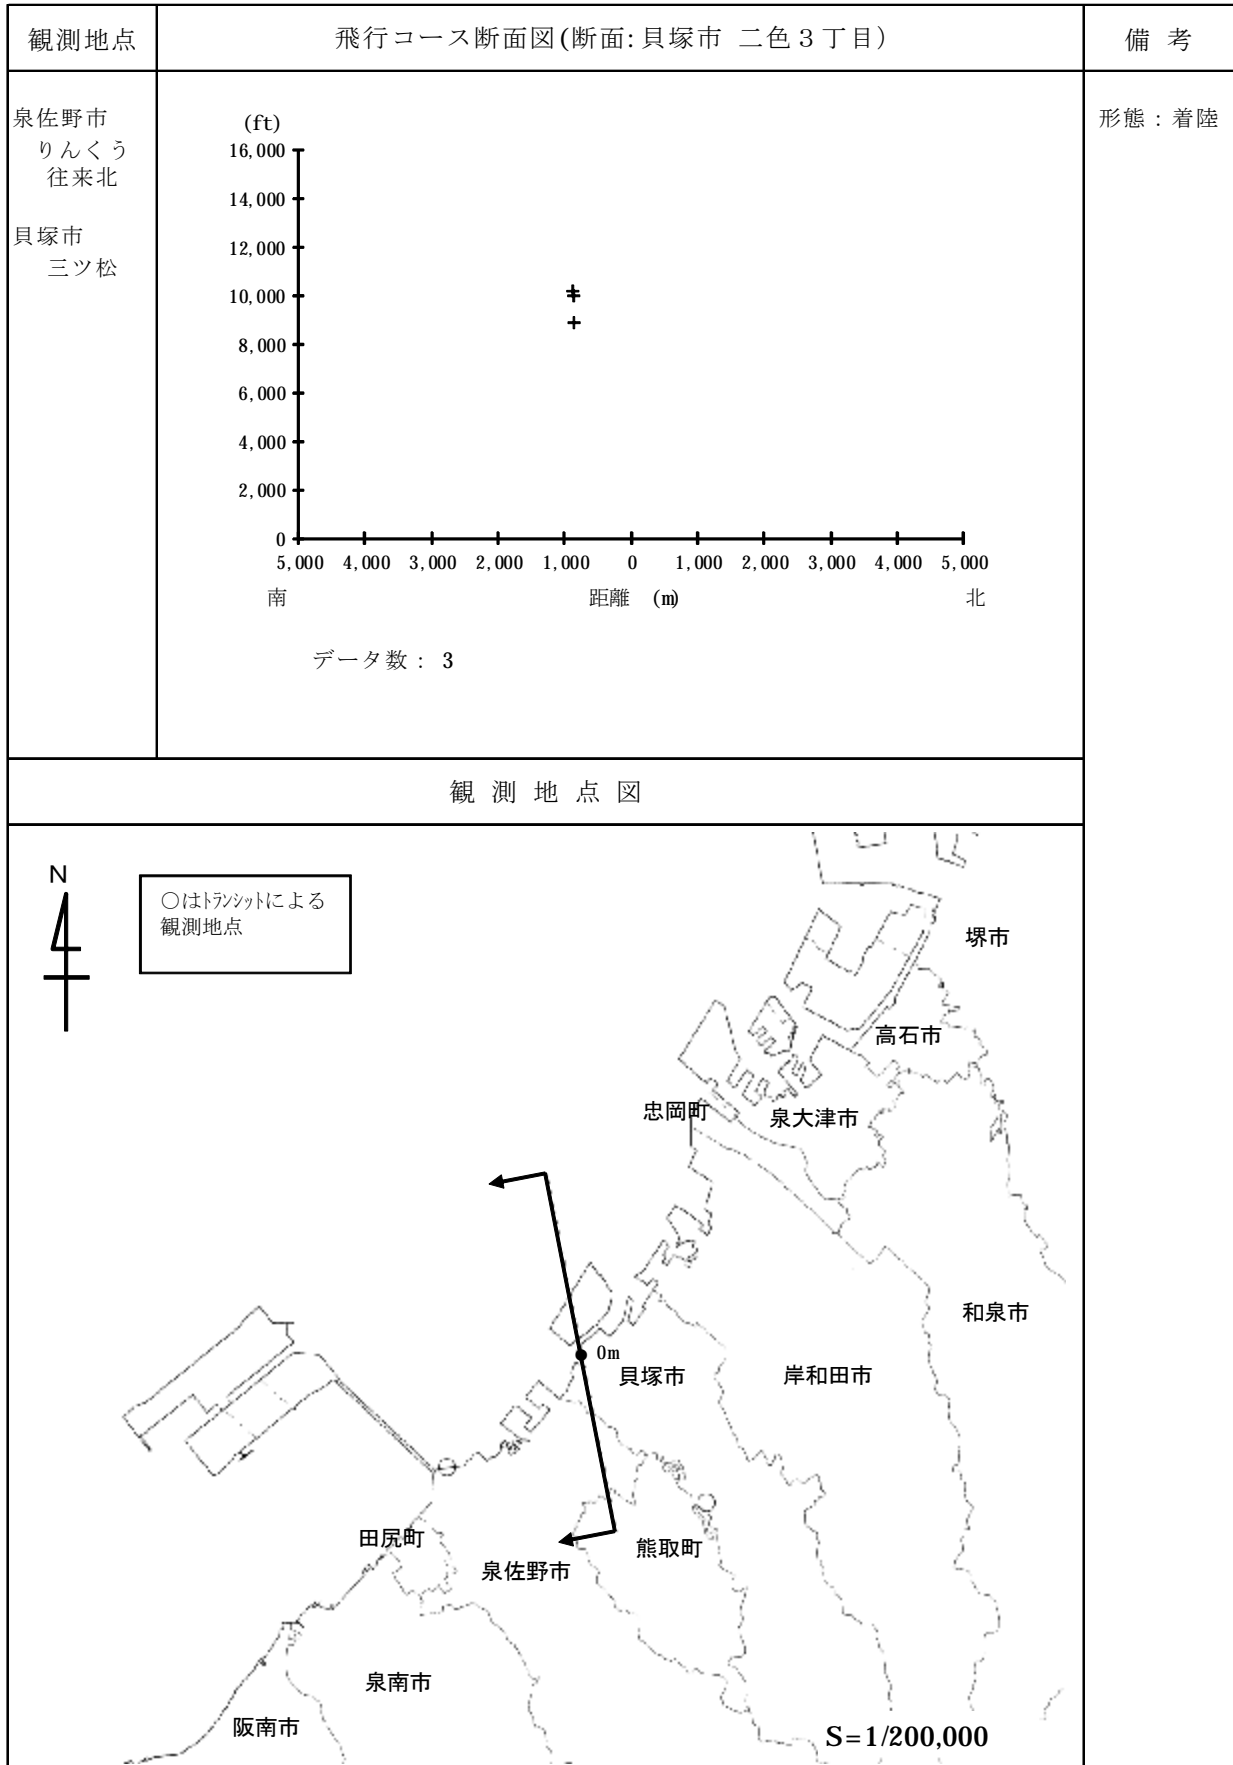 観測地点
飛行コース断面図(断面:貝塚市 二色３丁目)
備 考
泉佐野市
りんくう
往来北
貝塚市
三ツ松
形態：着陸
(ft)
16,000
14,000
12,000
10,000
8,000
6,000
4,000
2,000
0
5,000 4,000 3,000 2,000 1,000 0 1,000 2,000 3,000 4,000 5,000
南 距離 (m) 北
データ数： 3
観 測 地 点 図
N
○はﾄﾗﾝｼｯﾄによる
観測地点
堺市
高石市
忠岡町
泉大津市
和泉市
0m
貝塚市
岸和田市
田尻町
泉佐野市
熊取町
泉南市
阪南市
S=1/200,000